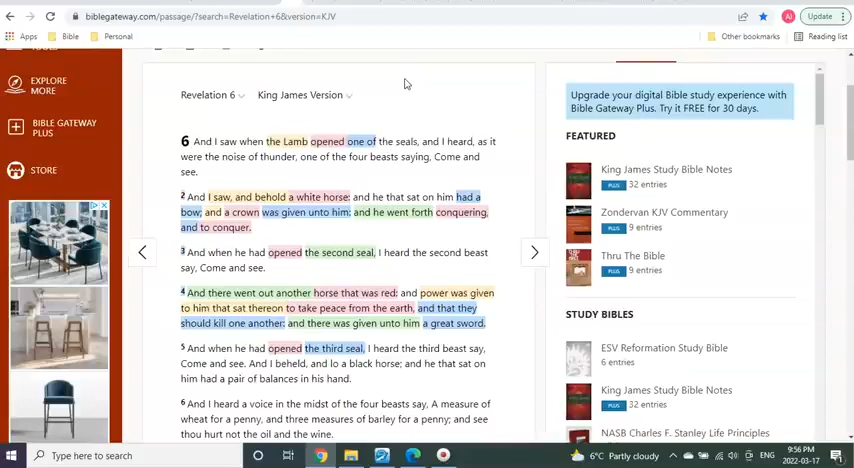 biblegateway.com/passage/?search=Revelation+6&version=KJV
AI
Update
Apps
Bible
Personal
Other bookmarks
Reading list
EXPLORE
MORE
BIBLE GATEWAY
PLUS
STORE
Revelation 6
King James Version
6 And I saw when the Lamb opened one of the seals, and I heard, as it
were the noise of thunder, one of the four beasts saying, Come and
see.
2 And I saw, and behold a white horse: and he that sat on him had a
bow; and a crown was given unto him: and he went forth conquering,
and to conquer.
3 And when he had opened the second seal, I heard the second beast
say, Come and see.
4 And there went out another horse that was red: and power was given
to him that sat thereon to take peace from the earth, and that they
should kill one another: and there was given unto him a great sword.
5 And when he had opened the third seal, I heard the third beast say,
Come and see. And I beheld, and lo a black horse; and he that sat on
him had a pair of balances in his hand.
6 And I heard a voice in the midst of the four beasts say, A measure of
wheat for a penny, and three measures of barley for a penny; and see
thou hurt not the oil and the wine.
Upgrade your digital Bible study experience with
Bible Gateway Plus. Try it FREE for 30 days.
FEATURED
King James Study Bible Notes
PLUS 32 entries
Zondervan KJV Commentary
PLUS 9 entries
Thru The Bible
PLUS 9 entries
STUDY BIBLES
ESV Reformation Study Bible
6 entries
King James Study Bible Notes
PLUS 32 entries
NASB Charles F. Stanley Life Principles
Type here to search
6°C Partly cloudy
ENG
9:56 PM
2022-03-17